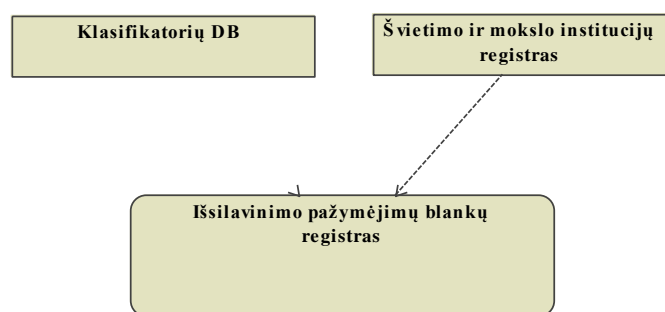 Klasifikatorių DB
Švietimo ir mokslo institucijų
registras
Išsilavinimo pažymėjimų blankų
registras